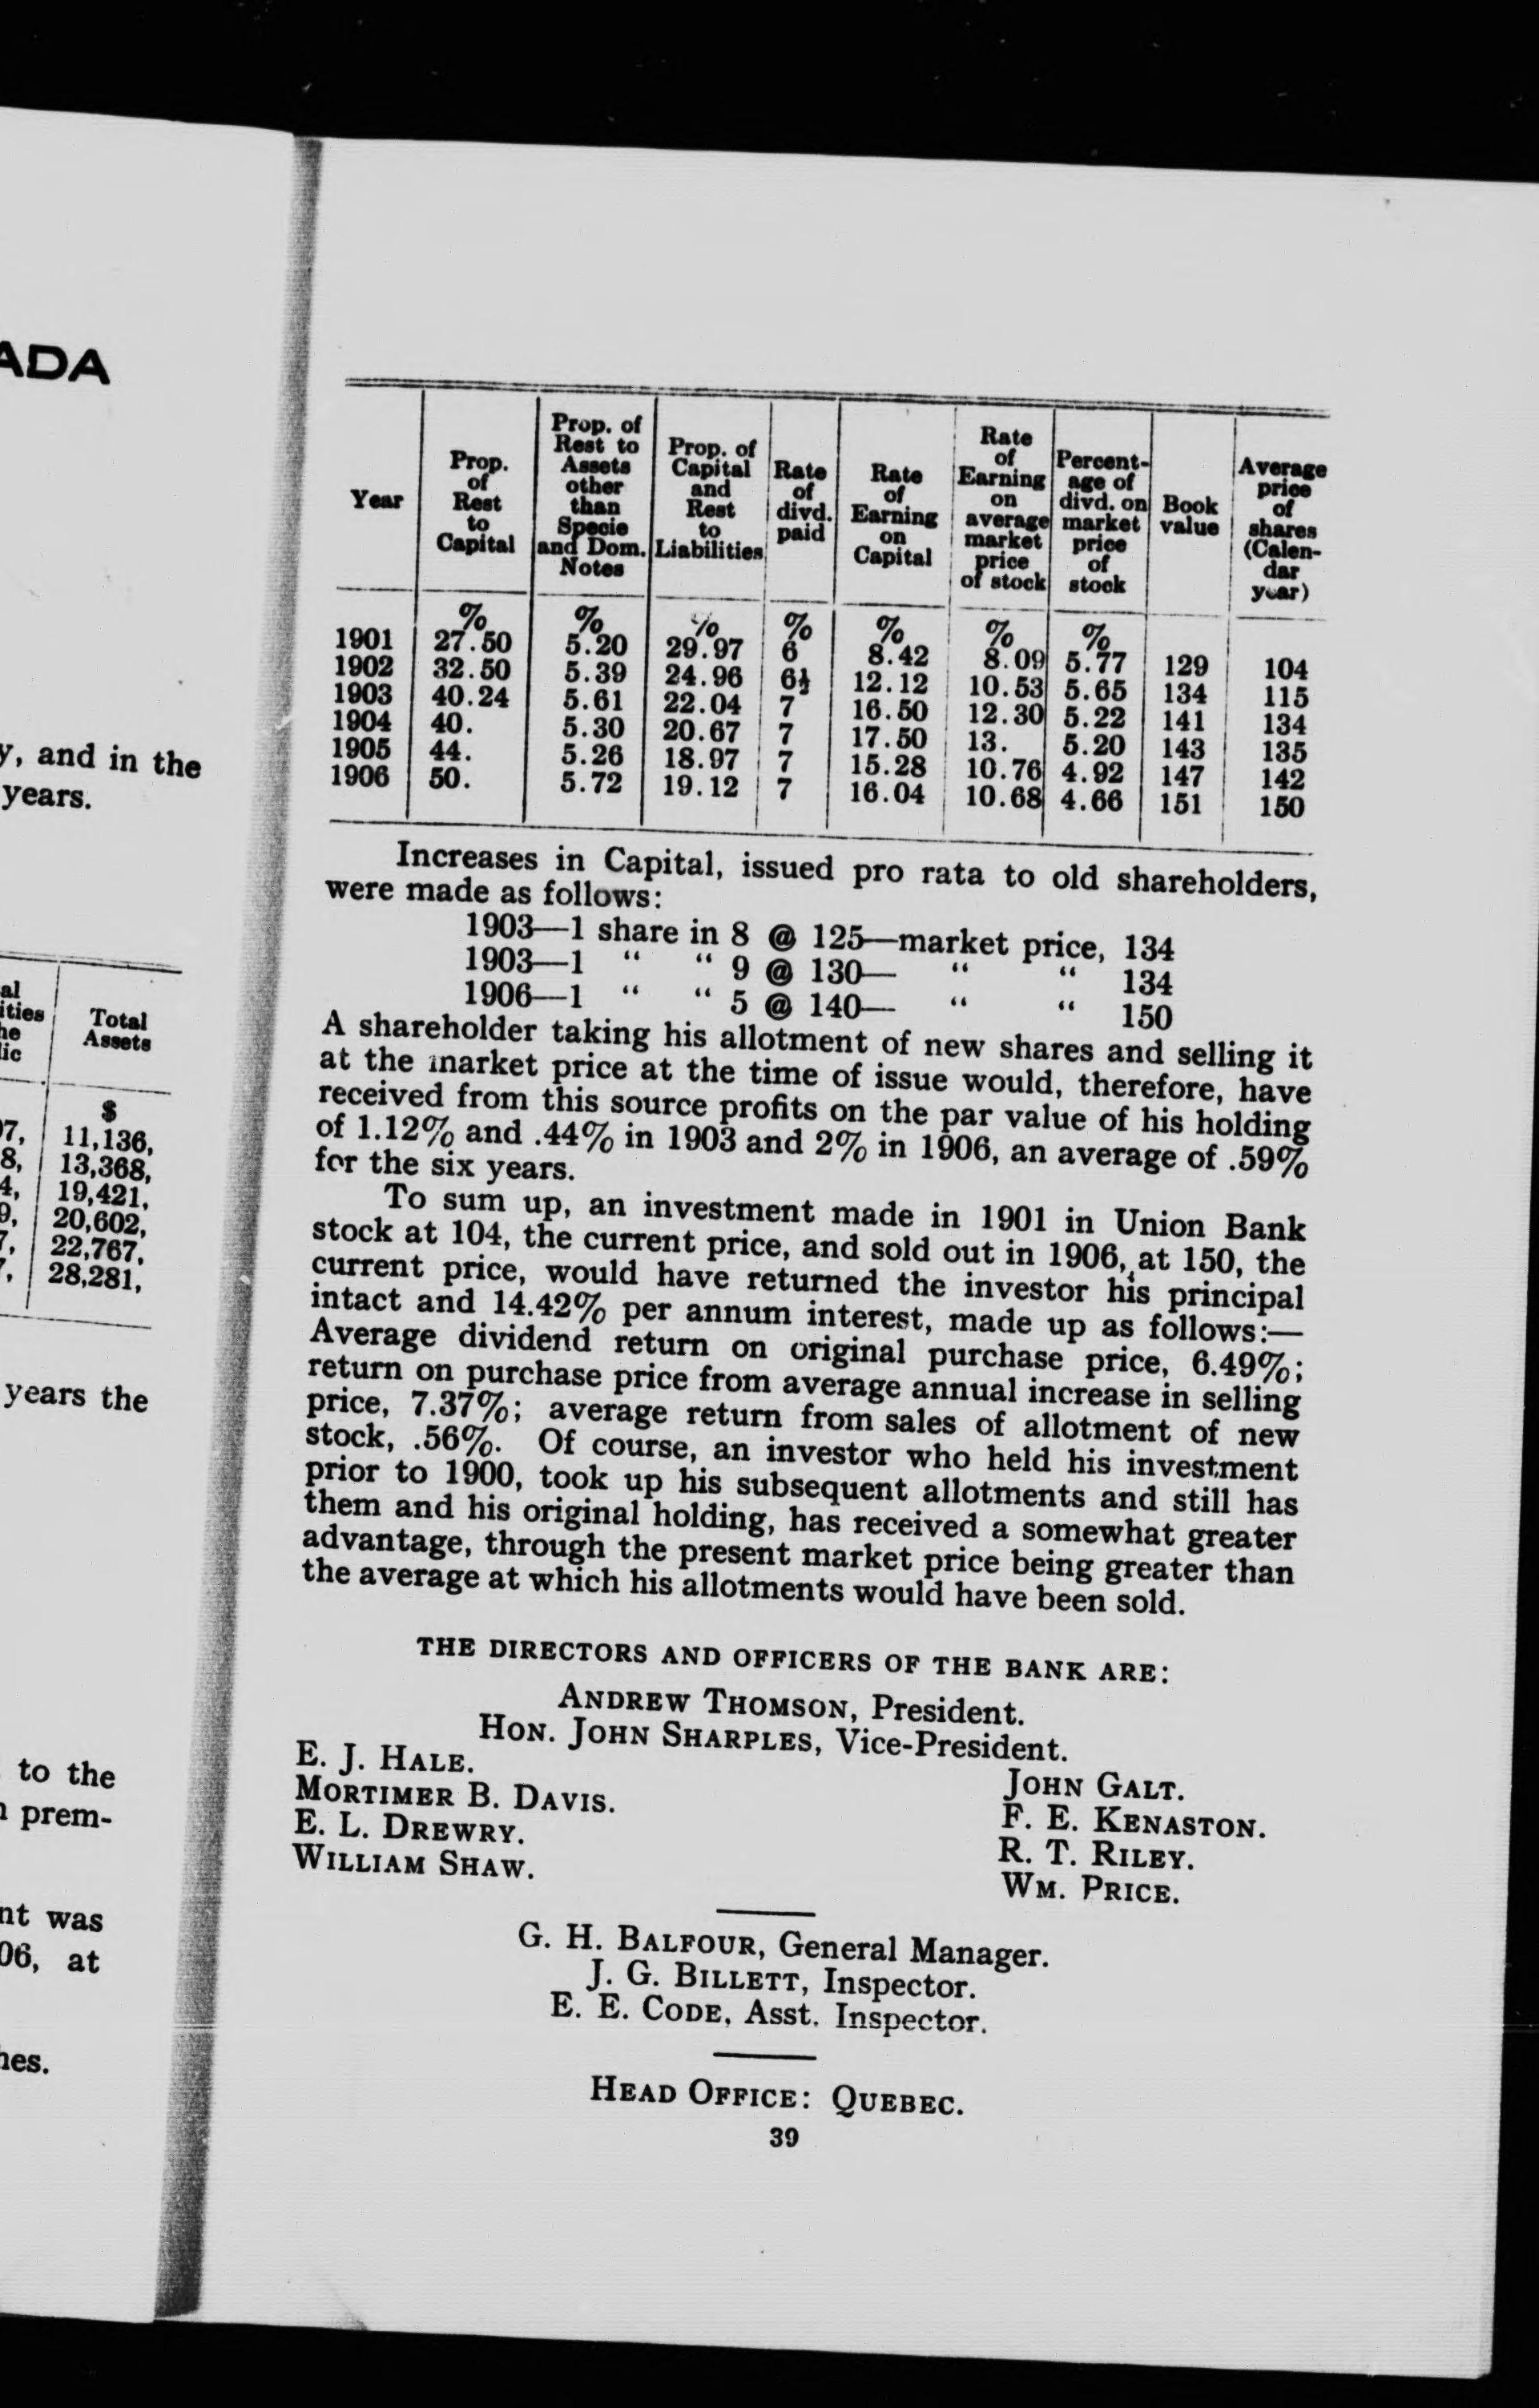 ADA
y, and in the
years.
al
ities
he
lic
Total
Assets
$
97, 11,136,
8, 13,368,
4, 19,421,
9, 20,602,
7, 22,767,
7, 28,281,
years the
to the
prem-
nt was
06, at
hes.
Year
Prop. of Rest to Capital
Prop. of Rest to Assets other than Specie and Dom. Notes
Prop. of Capital and Rest to Liabilities
Rate of divd. paid
Rate of Earning on Capital
Rate of Earning on average market price of stock
Percent- age of divd. on market price of stock
Book value
Average price of shares (Calen- dar year)
% % % % % % %
1901 27.50 5.20 29.97 6 8.42 8.09 5.77 129 104
1902 32.50 5.39 24.96 6½ 12.12 10.53 5.65 134 115
1903 40.24 5.61 22.04 7 16.50 12.30 5.22 141 134
1904 40. 5.30 20.67 7 17.50 13. 5.20 143 135
1905 44. 5.26 18.97 7 15.28 10.76 4.92 147 142
1906 50. 5.72 19.12 7 16.04 10.68 4.66 151 150
Increases in Capital, issued pro rata to old shareholders,
were made as follows:
1903—1 share in 8 @ 125—market price, 134
1903—1 " " 9 @ 130— " " 134
1906—1 " " 5 @ 140— " " 150
A shareholder taking his allotment of new shares and selling it
at the market price at the time of issue would, therefore, have
received from this source profits on the par value of his holding
of 1.12% and .44% in 1903 and 2% in 1906, an average of .59%
for the six years.
To sum up, an investment made in 1901 in Union Bank
stock at 104, the current price, and sold out in 1906, at 150, the
current price, would have returned the investor his principal
intact and 14.42% per annum interest, made up as follows:—
Average dividend return on original purchase price, 6.49%;
return on purchase price from average annual increase in selling
price, 7.37%; average return from sales of allotment of new
stock, .56%. Of course, an investor who held his investment
prior to 1900, took up his subsequent allotments and still has
them and his original holding, has received a somewhat greater
advantage, through the present market price being greater than
the average at which his allotments would have been sold.
THE DIRECTORS AND OFFICERS OF THE BANK ARE:
ANDREW THOMSON, President.
HON. JOHN SHARPLES, Vice-President.
E. J. HALE.
MORTIMER B. DAVIS.
E. L. DREWRY.
WILLIAM SHAW.
JOHN GALT.
F. E. KENASTON.
R. T. RILEY.
WM. PRICE.
G. H. BALFOUR, General Manager.
J. G. BILLETT, Inspector.
E. E. CODE, Asst. Inspector.
HEAD OFFICE: QUEBEC.
39